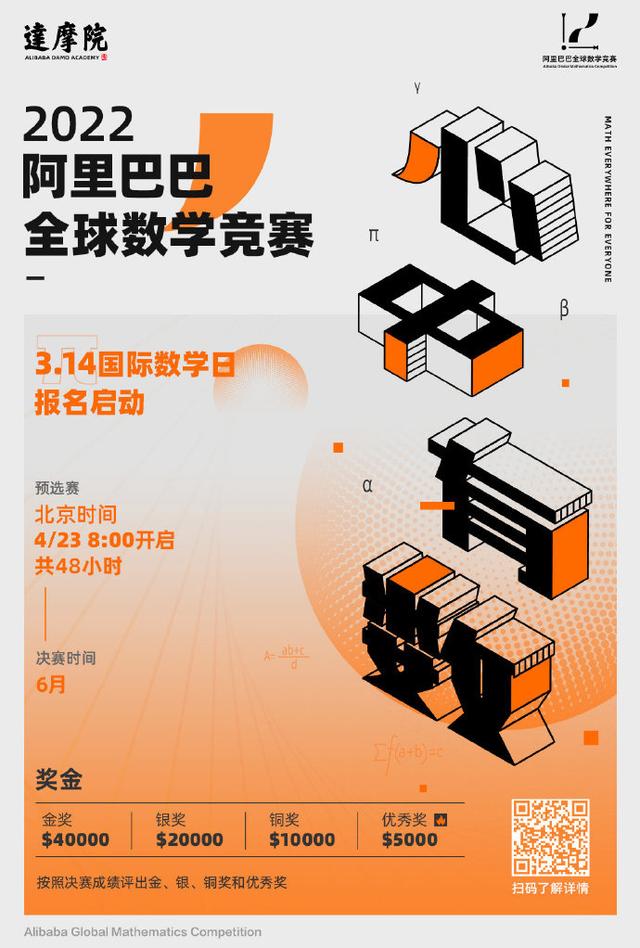 達摩院
ALIBABA DAMO ACADEMY
阿里巴巴全球数学竞赛
Alibaba Global Mathematics Competition
γ
MATH EVERYWHERE FOR EVERYONE
2022
阿里巴巴
全球数学竞赛
π
β
π
3.14国际数学日
报名启动
α
预选赛
北京时间
4/23 8:00开启
共48小时
决赛时间
6月
A= ab+c
d
∑f(a+b)=c
奖金
金奖 银奖 铜奖 优秀奖
$40000 $20000 $10000 $5000
按照决赛成绩评出金、银、铜奖和优秀奖
扫码了解详情
Alibaba Global Mathematics Competition